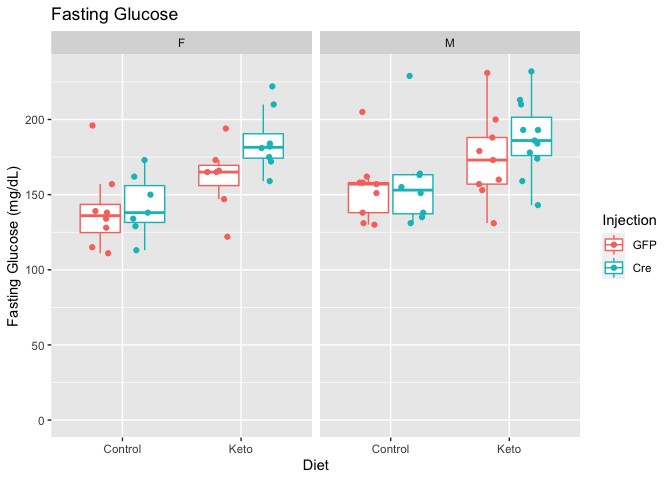 Fasting Glucose
F
M
Fasting Glucose (mg/dL)
200
150
100
50
0
Control
Keto
Control
Keto
Diet
Injection
GFP
Cre